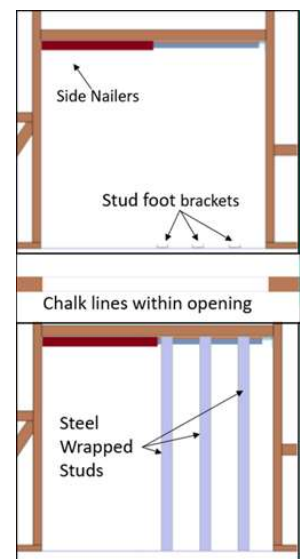 Side Nailers
Stud foot brackets
Chalk lines within opening
Steel
Wrapped
Studs